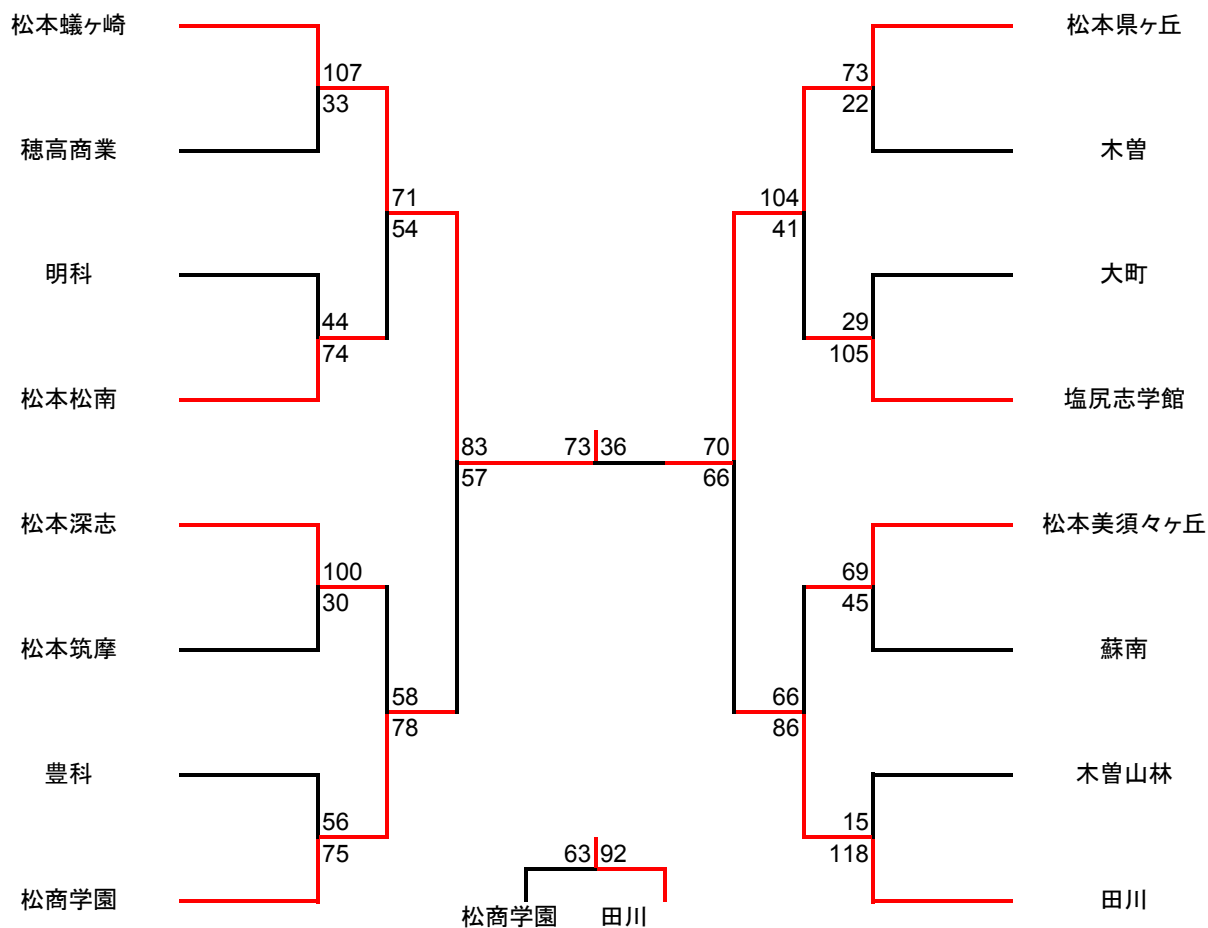 松本蟻ヶ崎
松本県ヶ丘
107
73
33
22
穂高商業
木曽
71
104
54
41
明科
大町
44
29
74
105
松本松南
塩尻志学館
83
73
36
70
57
66
松本深志
松本美須々ヶ丘
100
69
30
45
松本筑摩
蘇南
58
66
78
86
豊科
木曽山林
56
15
75
63
92
118
松商学園
田川
松商学園
田川